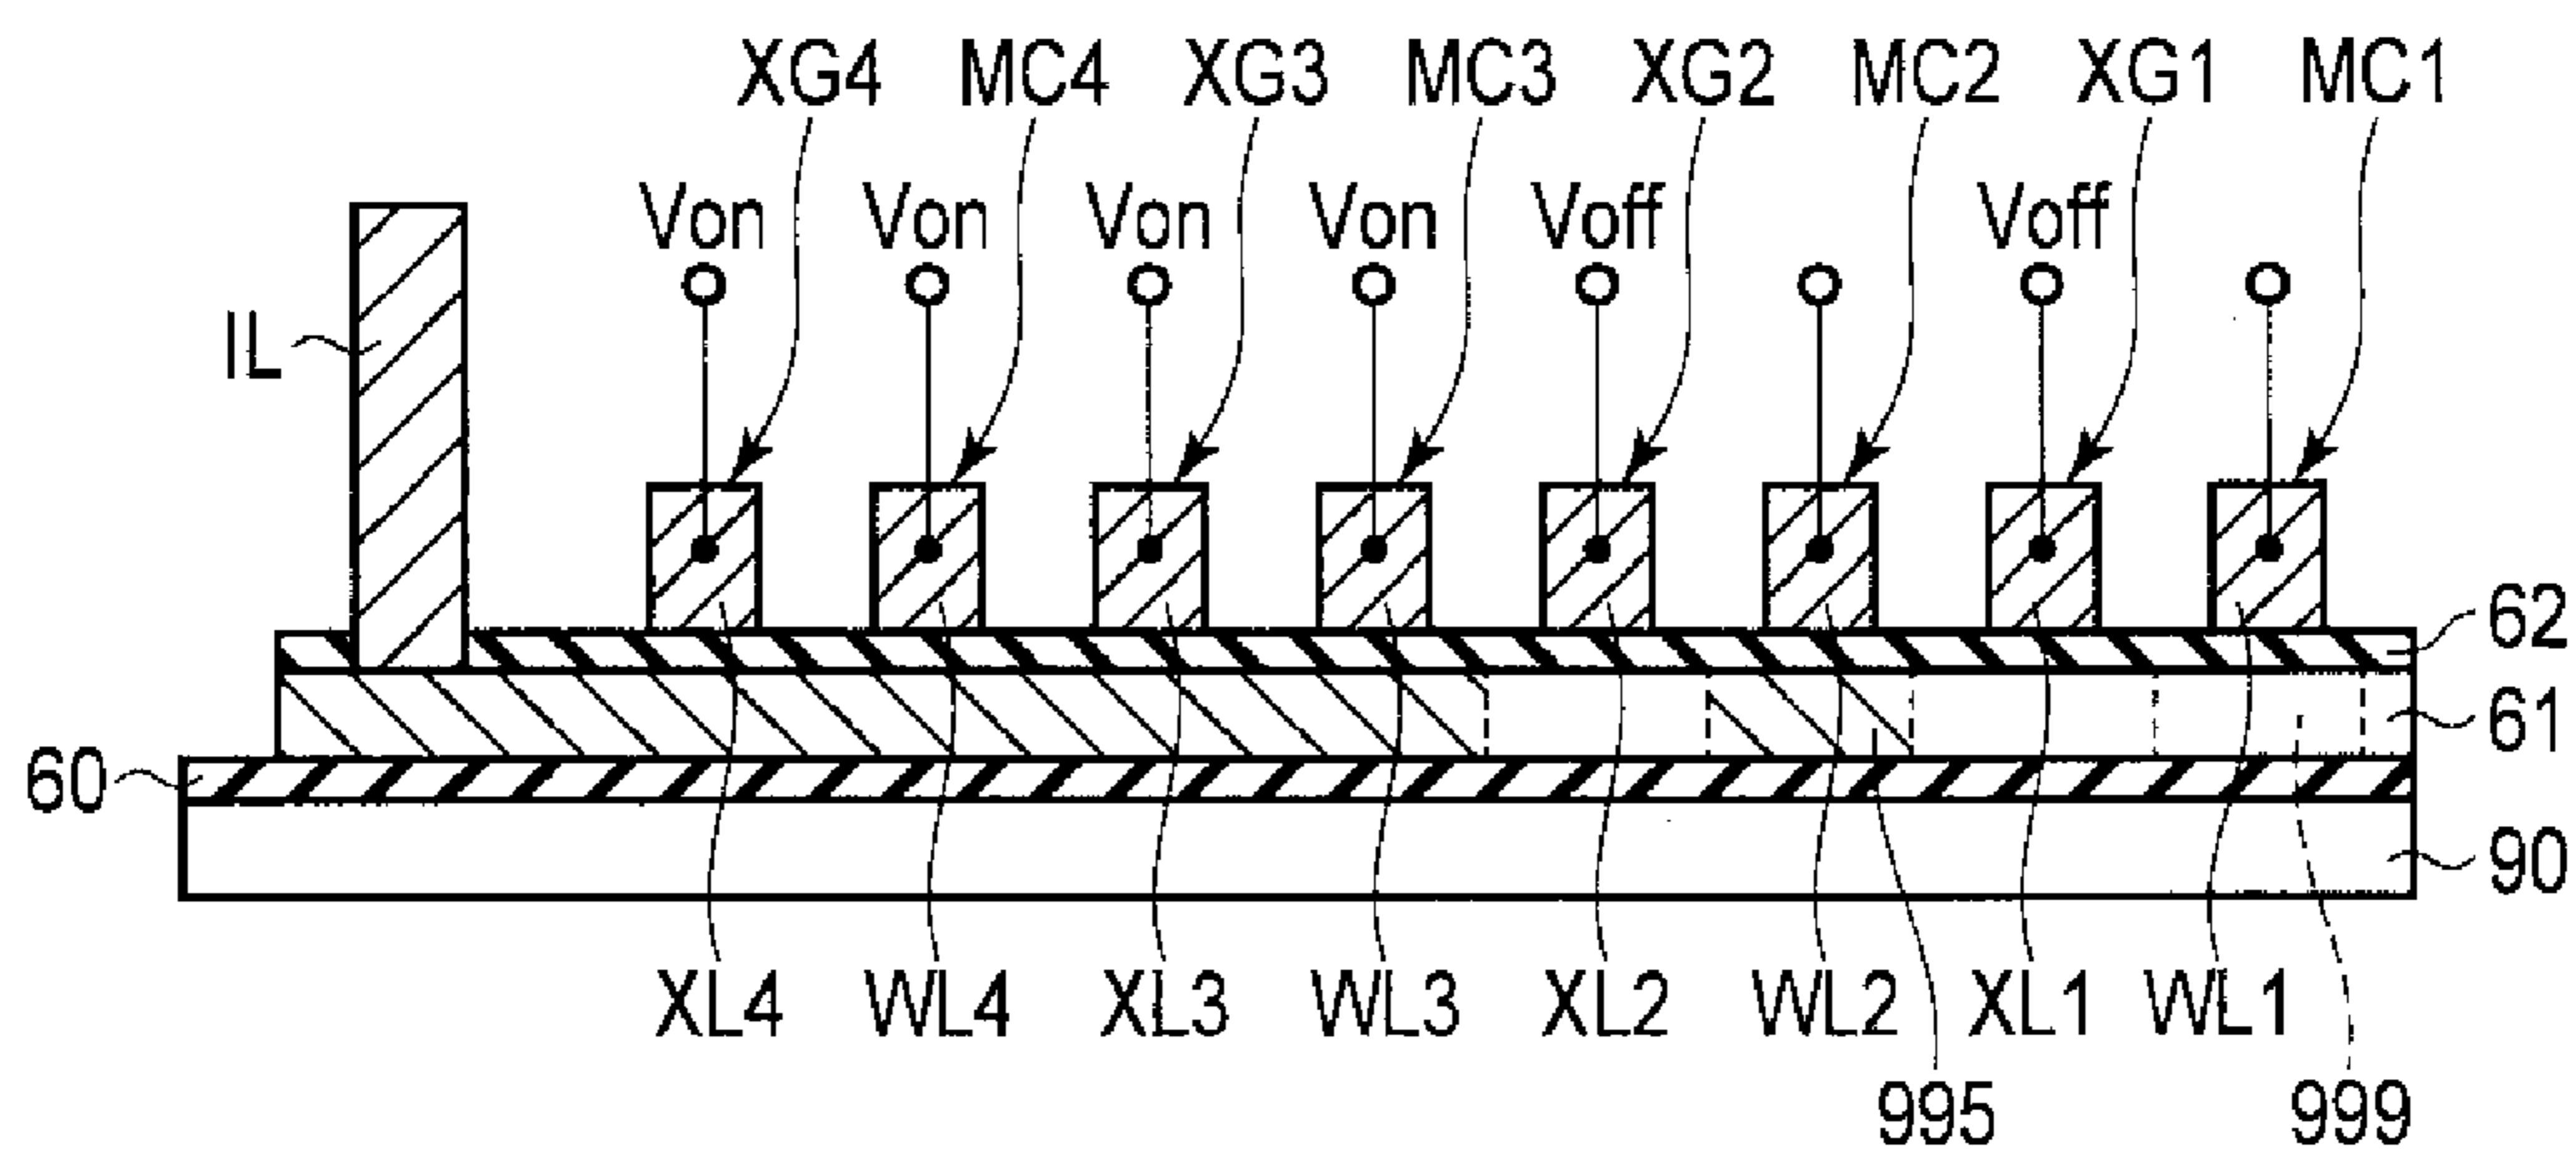 XG4 MC4 XG3 MC3 XG2 MC2 XG1 MC1
Von Von Von Von Voff Voff
IL
62
61
60
90
XL4 WL4 XL3 WL3 XL2 WL2 XL1 WL1
995 999